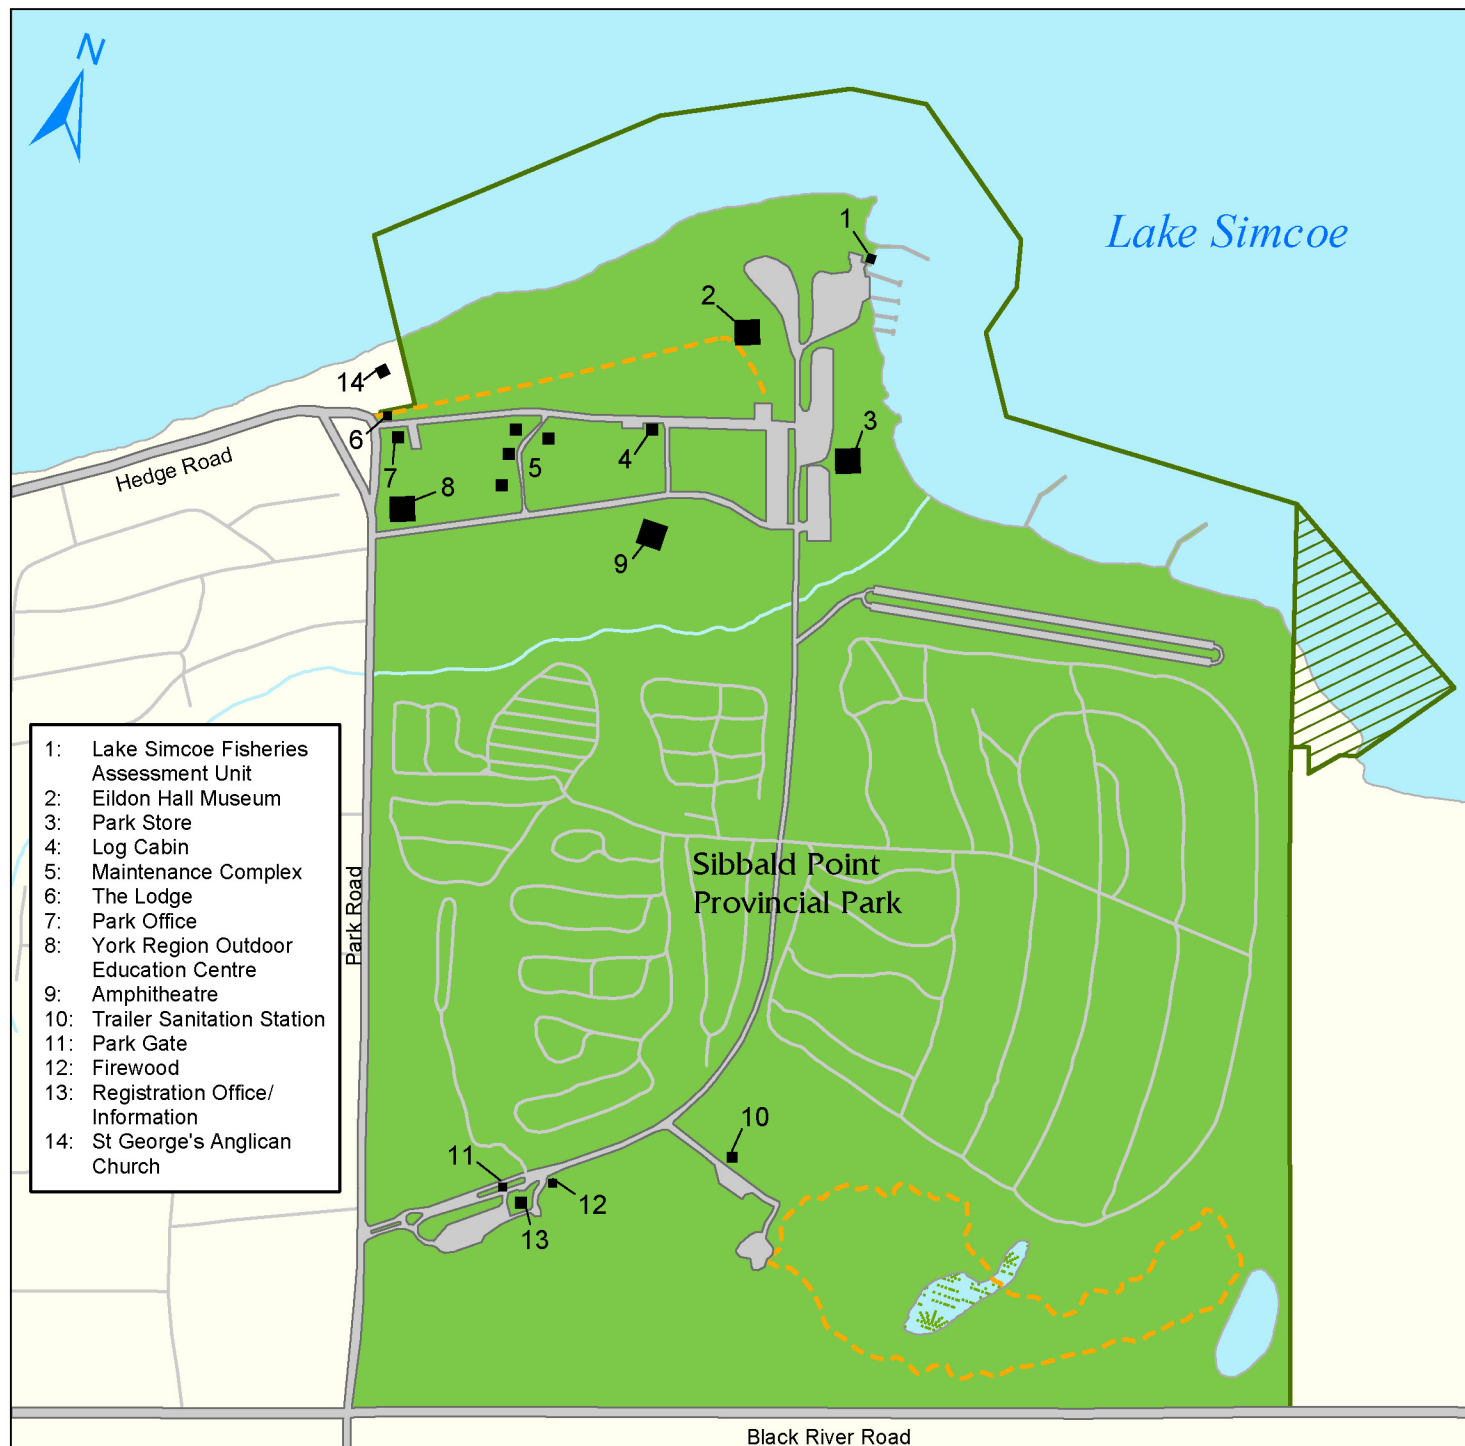 N
Lake Simcoe
1
2
14
3
6
4
5
7
8
Hedge Road
9
1: Lake Simcoe Fisheries
Assessment Unit
2: Eildon Hall Museum
3: Park Store
4: Log Cabin
5: Maintenance Complex
6: The Lodge
7: Park Office
8: York Region Outdoor
Education Centre
9: Amphitheatre
10: Trailer Sanitation Station
11: Park Gate
12: Firewood
13: Registration Office/
Information
14: St George's Anglican
Church
Park Road
Sibbald Point
Provincial Park
10
11
12
13
Black River Road